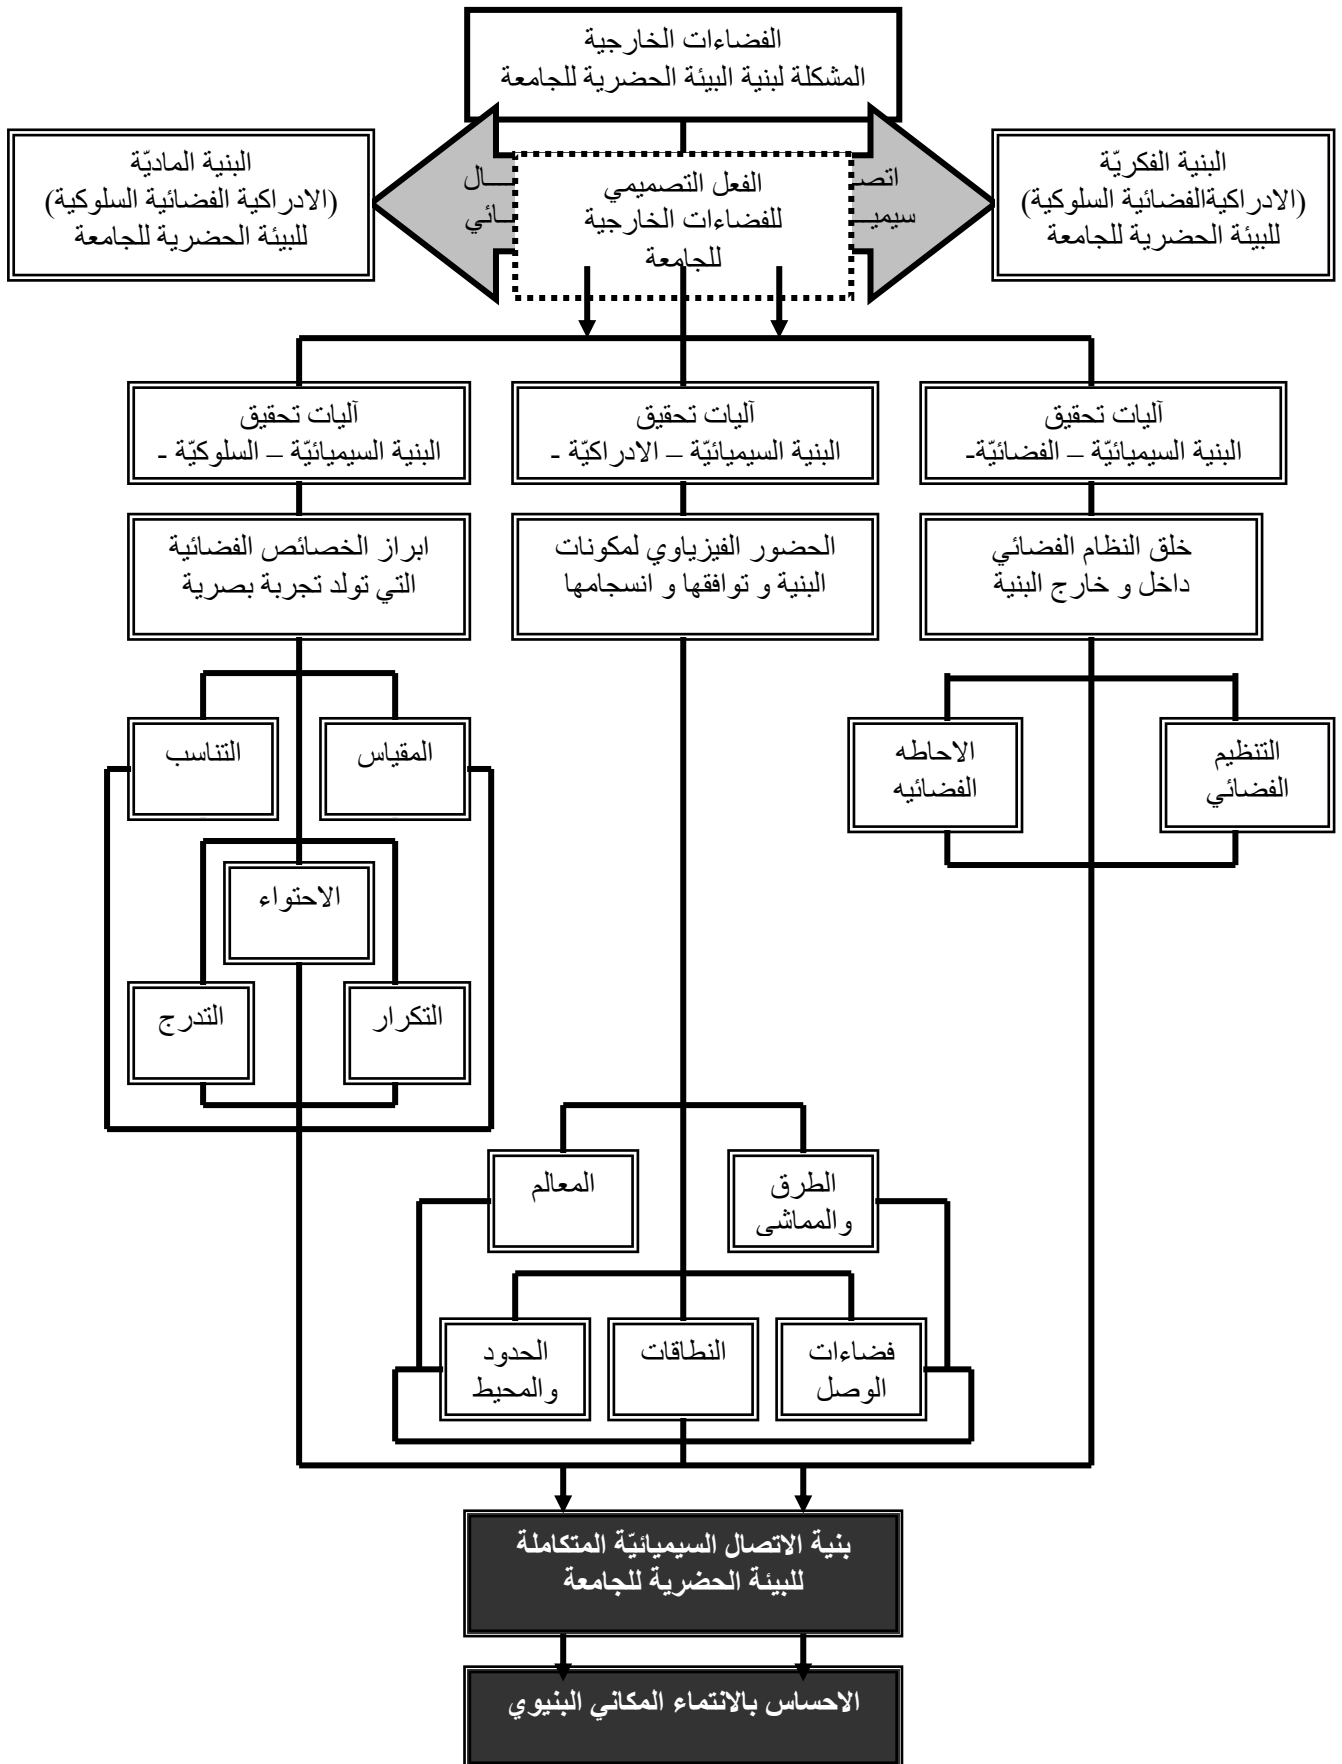 الفضاءات الخارجية
المشكلة لبنية البيئة الحضرية للجامعة
البنية الفكريّة
(الادراكيةالفضائية السلوكية)
للبيئة الحضرية للجامعة
اتصـ
سيميـ
الفعل التصميمي
للفضاءات الخارجية
للجامعة
ـال
ـائي
البنية الماديّة
(الادراكية الفضائية السلوكية)
للبيئة الحضرية للجامعة
آليات تحقيق
البنية السيميائيّة – الفضائيّة-
آليات تحقيق
البنية السيميائيّة – الادراكيّة -
آليات تحقيق
البنية السيميائيّة – السلوكيّة -
خلق النظام الفضائي
داخل و خارج البنية
الحضور الفيزياوي لمكونات
البنية و توافقها و انسجامها
ابراز الخصائص الفضائية
التي تولد تجربة بصرية
التنظيم
الفضائي
الاحاطه
الفضائيه
المقياس
التناسب
الاحتواء
التكرار
التدرج
الطرق
والمماشى
المعالم
فضاءات
الوصل
النطاقات
الحدود
والمحيط
بنية الاتصال السيميائيّة المتكاملة
للبيئة الحضرية للجامعة
الاحساس بالانتماء المكاني البنيوي